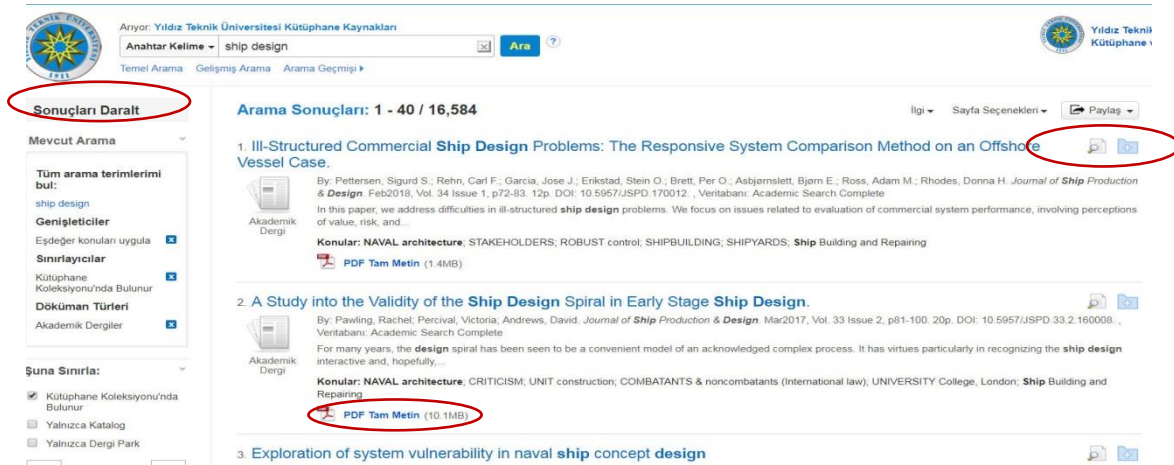 Arıyor: Yıldız Teknik Üniversitesi Kütüphane Kaynakları
Anahtar Kelime ship design Ara ?
Temel Arama Gelişmiş Arama Arama Geçmişi
1911
Yıldız Teknik
Kütüphane
Sonuçları Daralt
Mevcut Arama
Tüm arama terimlerimi
bul:
ship design
Genişleticiler
Eşdeğer konuları uygula
Sınırlayıcılar
Kütüphane
Koleksiyonu'nda Bulunur
Döküman Türleri
Akademik Dergiler
Şuna Sınırla:
Kütüphane Koleksiyonu'nda
Bulunur
Yalnızca Katalog
Yalnızca Dergi Park
Arama Sonuçları: 1 - 40 / 16,584
İlgi Sayfa Seçenekleri Paylaş
1. Ill-Structured Commercial Ship Design Problems: The Responsive System Comparison Method on an Offshore
Vessel Case.
Akademik
Dergi
By: Pettersen, Sigurd S.; Rehn, Carl F.; Garcia, Jose J.; Erikstad, Stein O.; Brett, Per O.; Asbjørnslett, Bjørn E.; Ross, Adam M.; Rhodes, Donna H. Journal of Ship Production
& Design. Feb2018, Vol. 34 Issue 1, p72-83. 12p. DOI: 10.5957/JSPD.170012. , Veritabanı: Academic Search Complete
In this paper, we address difficulties in ill-structured ship design problems. We focus on issues related to evaluation of commercial system performance, involving perceptions
of value, risk, and...
Konular: NAVAL architecture; STAKEHOLDERS; ROBUST control; SHIPBUILDING; SHIPYARDS; Ship Building and Repairing
PDF Tam Metin (1.4MB)
2. A Study into the Validity of the Ship Design Spiral in Early Stage Ship Design.
Akademik
Dergi
By: Pawling, Rachel; Percival, Victoria; Andrews, David. Journal of Ship Production & Design. Mar2017, Vol. 33 Issue 2, p81-100. 20p. DOI: 10.5957/JSPD.33.2.160008. ,
Veritabanı: Academic Search Complete
For many years, the design spiral has been seen to be a convenient model of an acknowledged complex process. It has virtues particularly in recognizing the ship design
interactive and, hopefully,...
Konular: NAVAL architecture; CRITICISM; UNIT construction; COMBATANTS & noncombatants (International law); UNIVERSITY College, London; Ship Building and
Repairing
PDF Tam Metin (10.1MB)
3. Exploration of system vulnerability in naval ship concept design